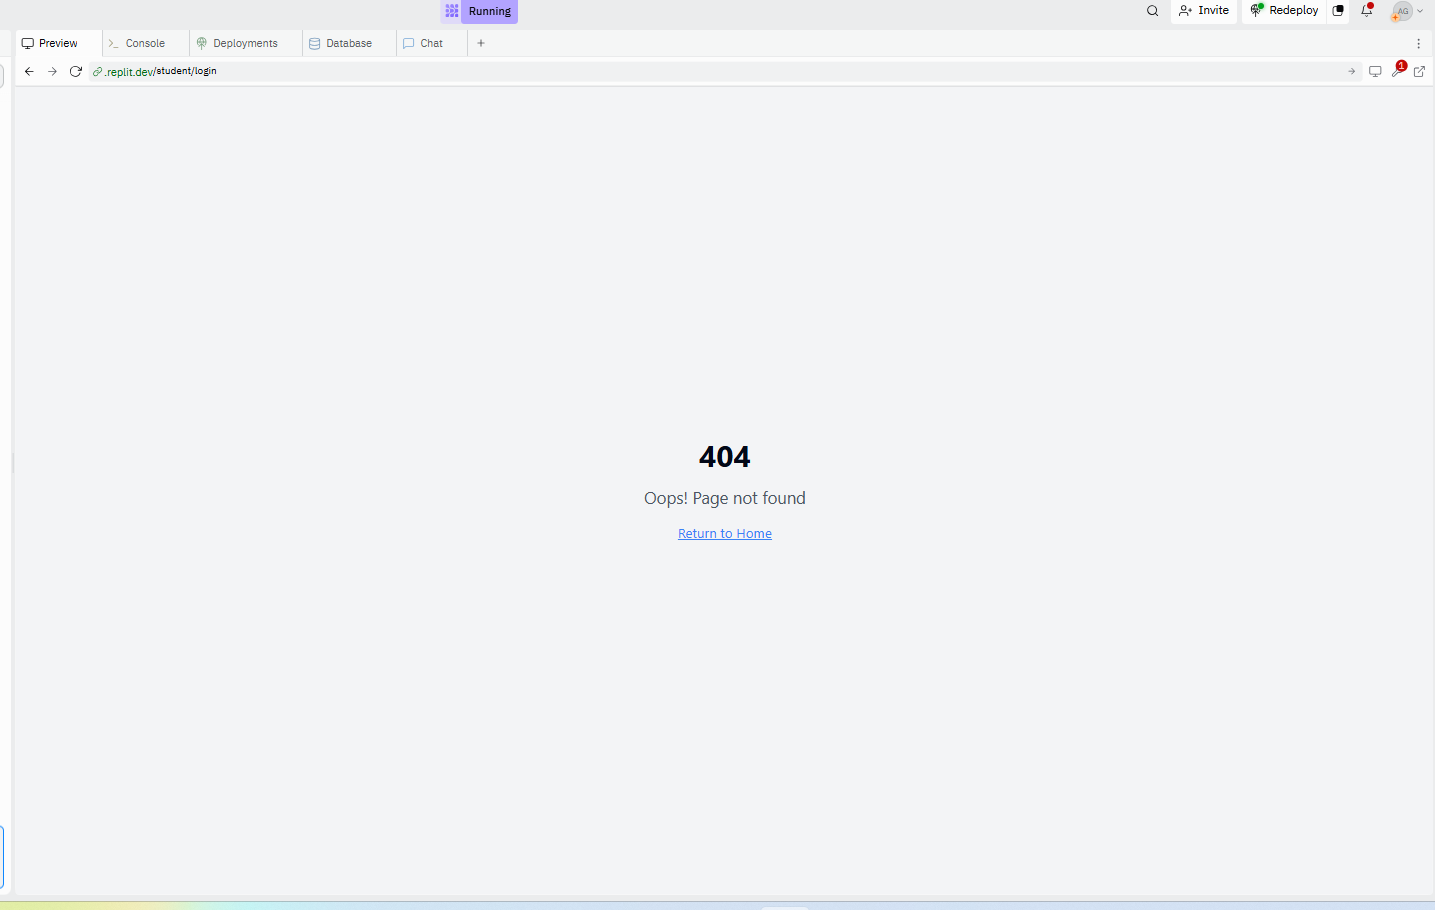 Running
Invite
Redeploy
AG
Preview
Console
Deployments
Database
Chat
.replit.dev/student/login
1
404
Oops! Page not found
Return to Home